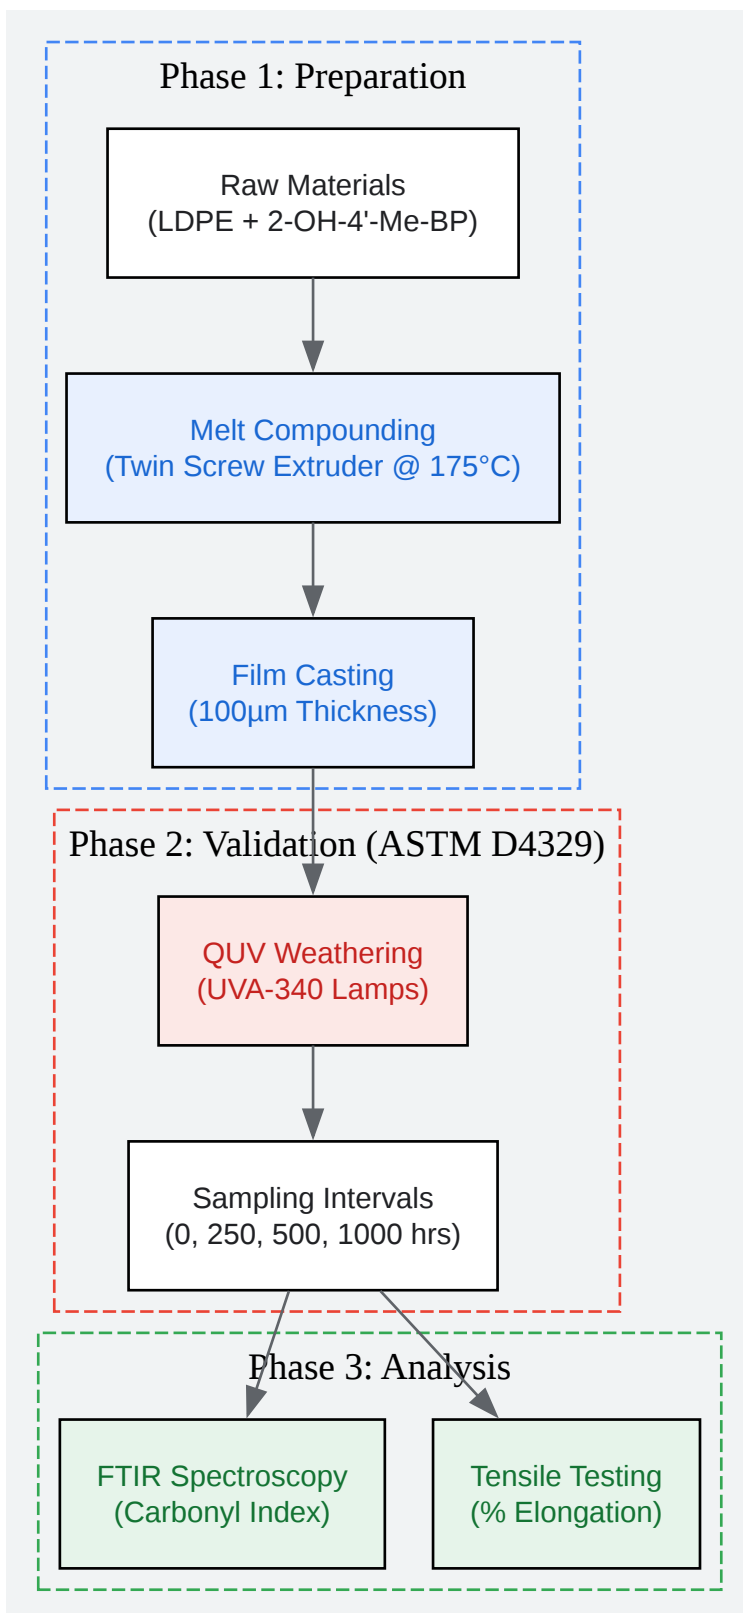 Phase 1: Preparation
Raw Materials
(LDPE + 2-OH-4'-Me-BP)
Melt Compounding
(Twin Screw Extruder @ 175°C)
Film Casting
(100µm Thickness)
Phase 2: Validation (ASTM D4329)
QUV Weathering
(UVA-340 Lamps)
Sampling Intervals
(0, 250, 500, 1000 hrs)
Phase 3: Analysis
FTIR Spectroscopy
(Carbonyl Index)
Tensile Testing
(% Elongation)